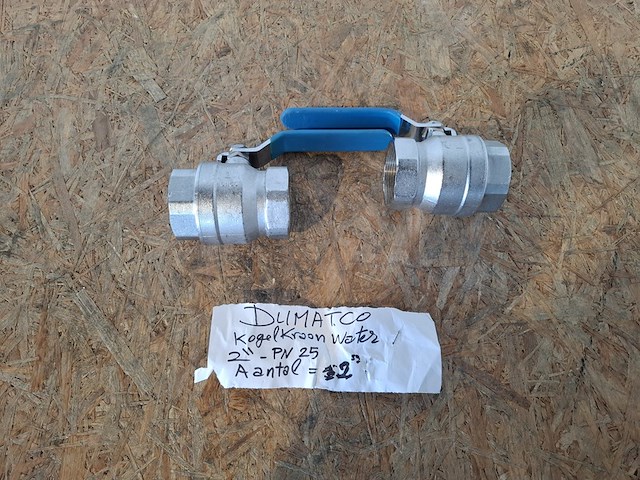 DUMATCO
Kogelkraan Water
2" - PN 25
Aantal = 2"